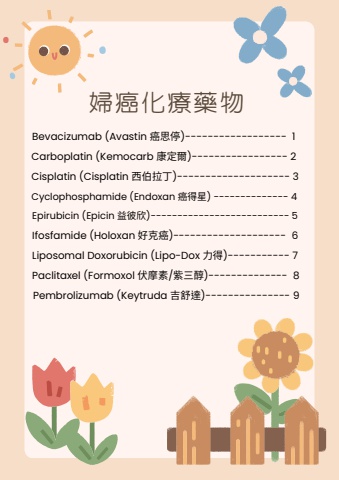 婦癌化療藥物
Bevacizumab (Avastin 癌思停)------------------- 1
Carboplatin (Kemocarb 康定爾)------------------ 2
Cisplatin (Cisplatin 西伯拉丁)--------------------- 3
Cyclophosphamide (Endoxan 癌得星) --------------- 4
Epirubicin (Epicin 益彼欣)-------------------------- 5
Ifosfamide (Holoxan 好克癌)--------------------- 6
Liposomal Doxorubicin (Lipo-Dox 力得)----------- 7
Paclitaxel (Formoxol 伏摩素/紫三醇)--------------- 8
Pembrolizumab (Keytruda 吉舒達)---------------- 9